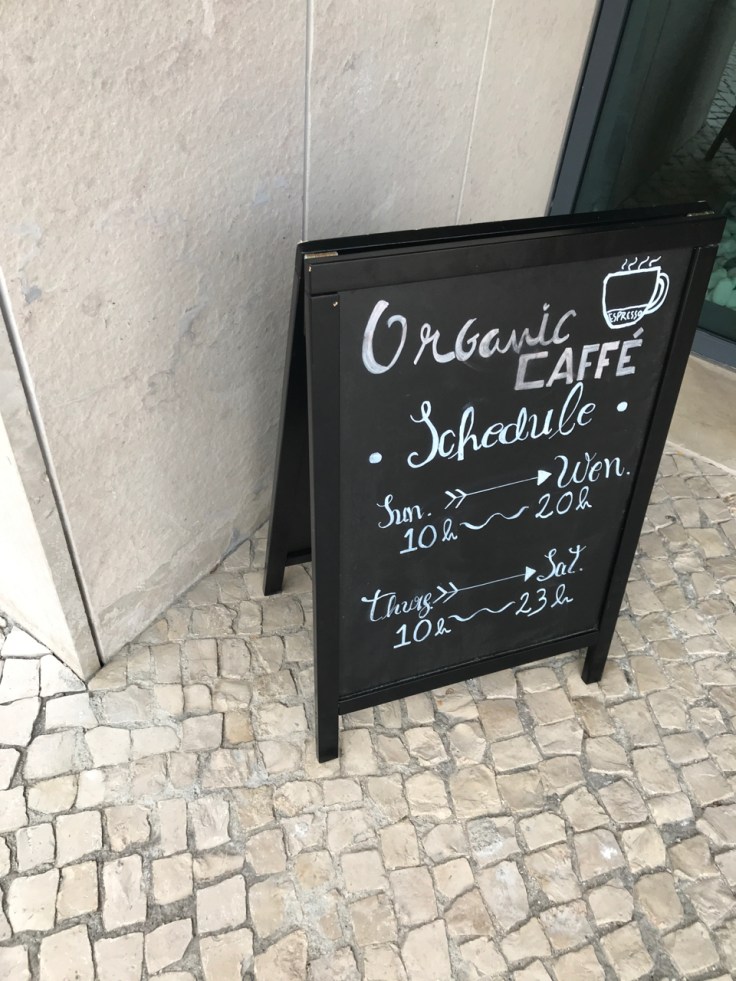 ESPRESSO
Organic
CAFFÉ
• Schedule •
Sun. → Wen.
10h ~ 20h
Thurs. → Sat.
10h ~ 23h